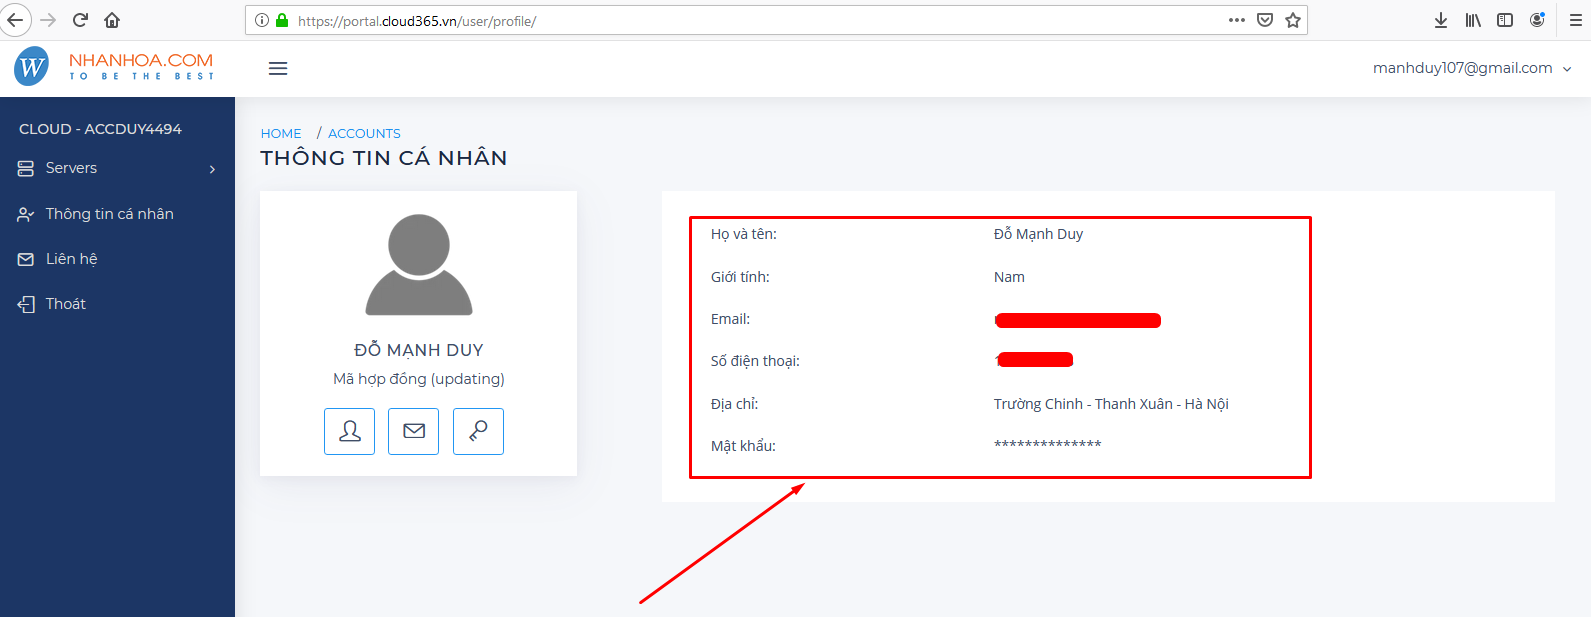 https://portal.cloud365.vn/user/profile/
W NHANHOA.COM
TO BE THE BEST
manhduy107@gmail.com
CLOUD - ACCDUY4494
Servers
Thông tin cá nhân
Liên hệ
Thoát
HOME / ACCOUNTS
THÔNG TIN CÁ NHÂN
ĐỖ MẠNH DUY
Mã hợp đồng (updating)
Họ và tên: Đỗ Mạnh Duy
Giới tính: Nam
Email:
Số điện thoại:
Địa chỉ: Trường Chinh - Thanh Xuân - Hà Nội
Mật khẩu: **************